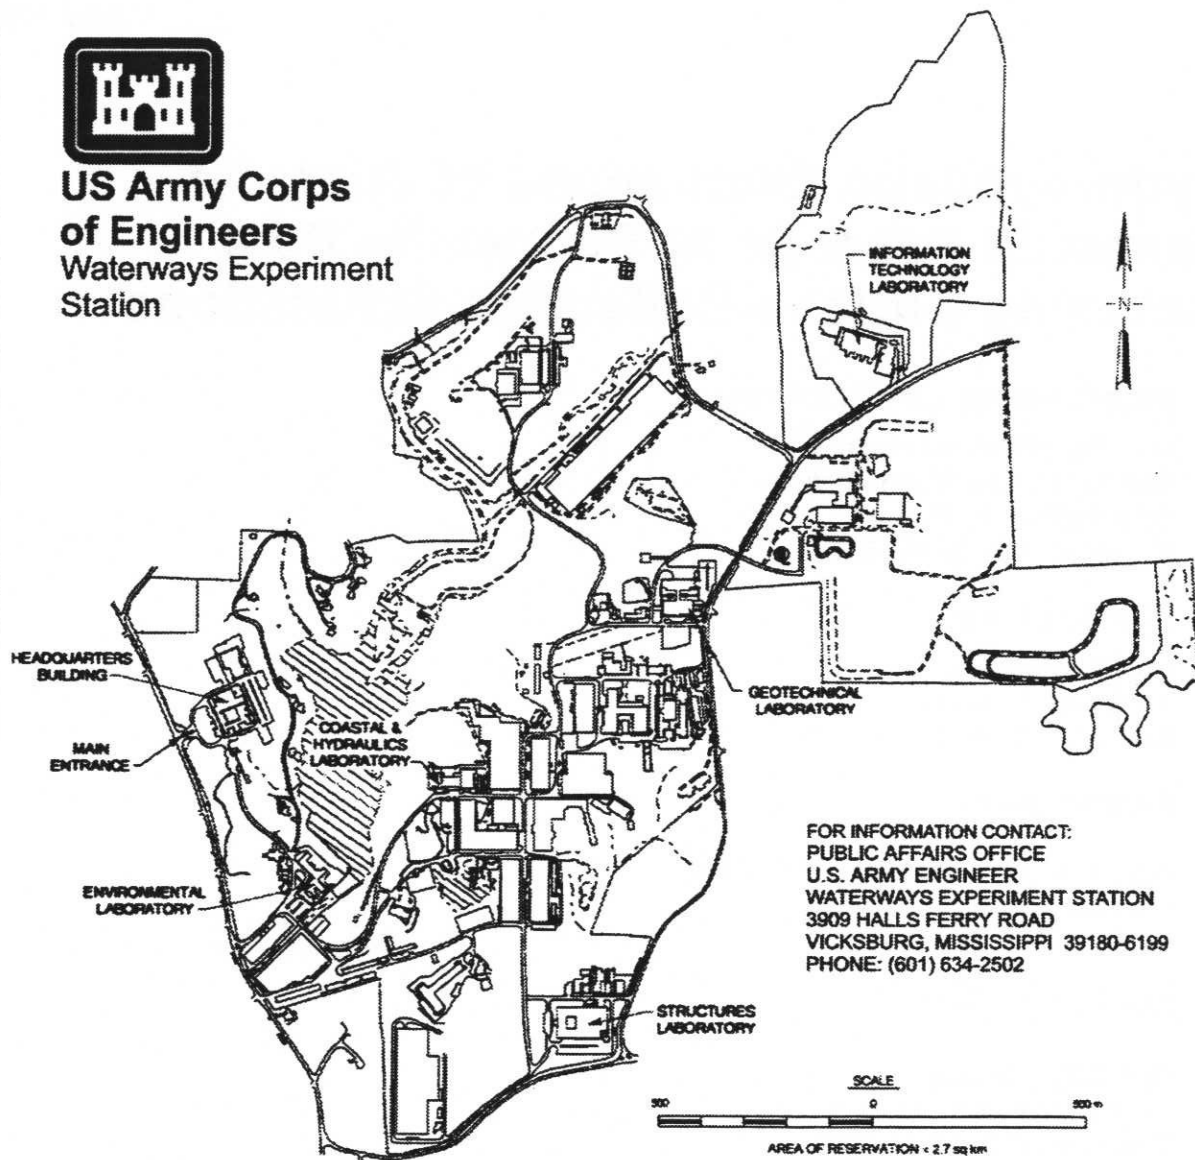 US Army Corps
of Engineers
Waterways Experiment
Station
INFORMATION
TECHNOLOGY
LABORATORY
N
HEADQUARTERS
BUILDING
MAIN
ENTRANCE
COASTAL &
HYDRAULICS
LABORATORY
GEOTECHNICAL
LABORATORY
ENVIRONMENTAL
LABORATORY
FOR INFORMATION CONTACT:
PUBLIC AFFAIRS OFFICE
U.S. ARMY ENGINEER
WATERWAYS EXPERIMENT STATION
3909 HALLS FERRY ROAD
VICKSBURG, MISSISSIPPI 39180-6199
PHONE: (601) 634-2502
STRUCTURES
LABORATORY
SCALE
500 0 500 m
AREA OF RESERVATION < 2.7 sq km